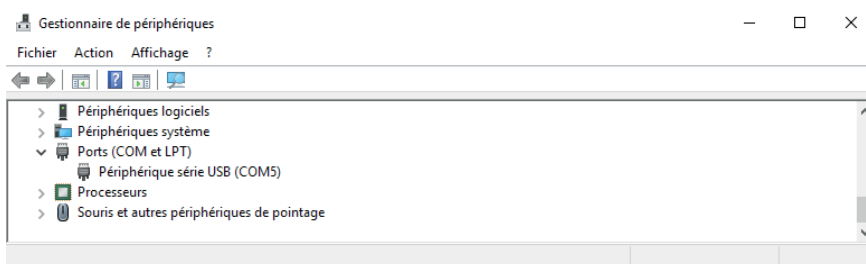 Gestionnaire de périphériques
Fichier Action Affichage ?
Périphériques logiciels
Périphériques système
Ports (COM et LPT)
Périphérique série USB (COM5)
Processeurs
Souris et autres périphériques de pointage